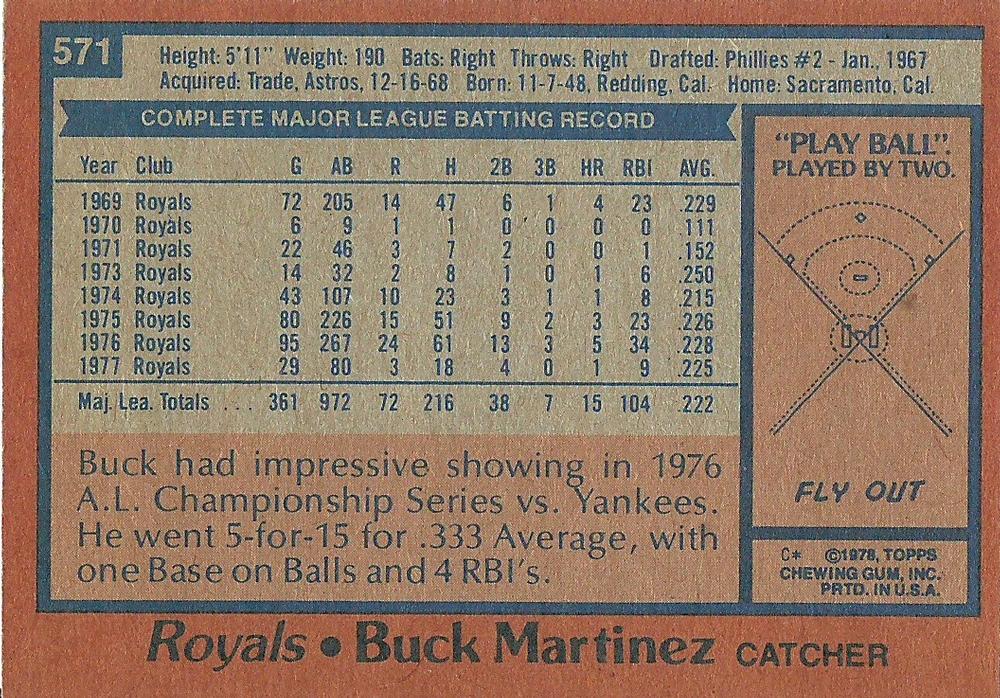 571
Height: 5'11" Weight: 190 Bats: Right Throws: Right Drafted: Phillies #2 - Jan., 1967
Acquired: Trade, Astros, 12-16-68 Born: 11-7-48, Redding, Cal. Home: Sacramento, Cal.
COMPLETE MAJOR LEAGUE BATTING RECORD
Year Club G AB R H 2B 3B HR RBI AVG.
1969 Royals 72 205 14 47 6 1 4 23 .229
1970 Royals 6 9 1 1 0 0 0 0 .111
1971 Royals 22 46 3 7 2 0 0 1 .152
1973 Royals 14 32 2 8 1 0 1 6 .250
1974 Royals 43 107 10 23 3 1 1 8 .215
1975 Royals 80 226 15 51 9 2 3 23 .226
1976 Royals 95 267 24 61 13 3 5 34 .228
1977 Royals 29 80 3 18 4 0 1 9 .225
Maj. Lea. Totals . . . 361 972 72 216 38 7 15 104 .222
Buck had impressive showing in 1976
A.L. Championship Series vs. Yankees.
He went 5-for-15 for .333 Average, with
one Base on Balls and 4 RBI's.
"PLAY BALL".
PLAYED BY TWO.
FLY OUT
C* ©1978, TOPPS
CHEWING GUM, INC.
PRTD. IN U.S.A.
Royals • Buck Martinez CATCHER